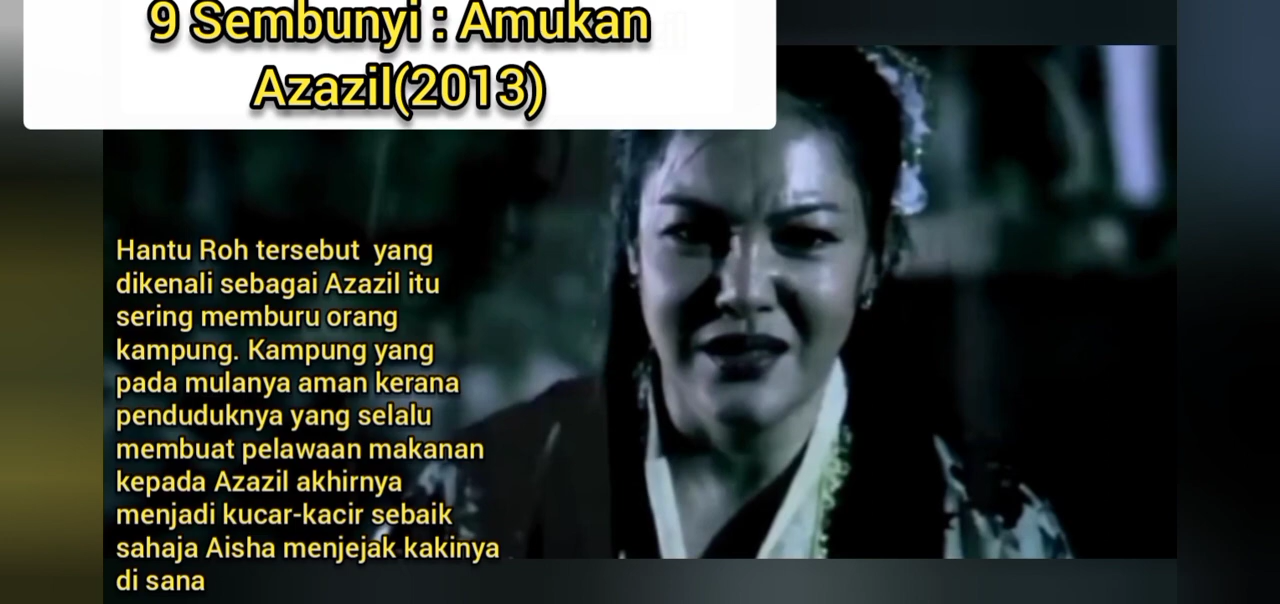 9 Sembunyi : Amukan
Azazil(2013)
Hantu Roh tersebut yang
dikenali sebagai Azazil itu
sering memburu orang
kampung. Kampung yang
pada mulanya aman kerana
penduduknya yang selalu
membuat pelawaan makanan
kepada Azazil akhirnya
menjadi kucar-kacir sebaik
sahaja Aisha menjejak kakinya
di sana